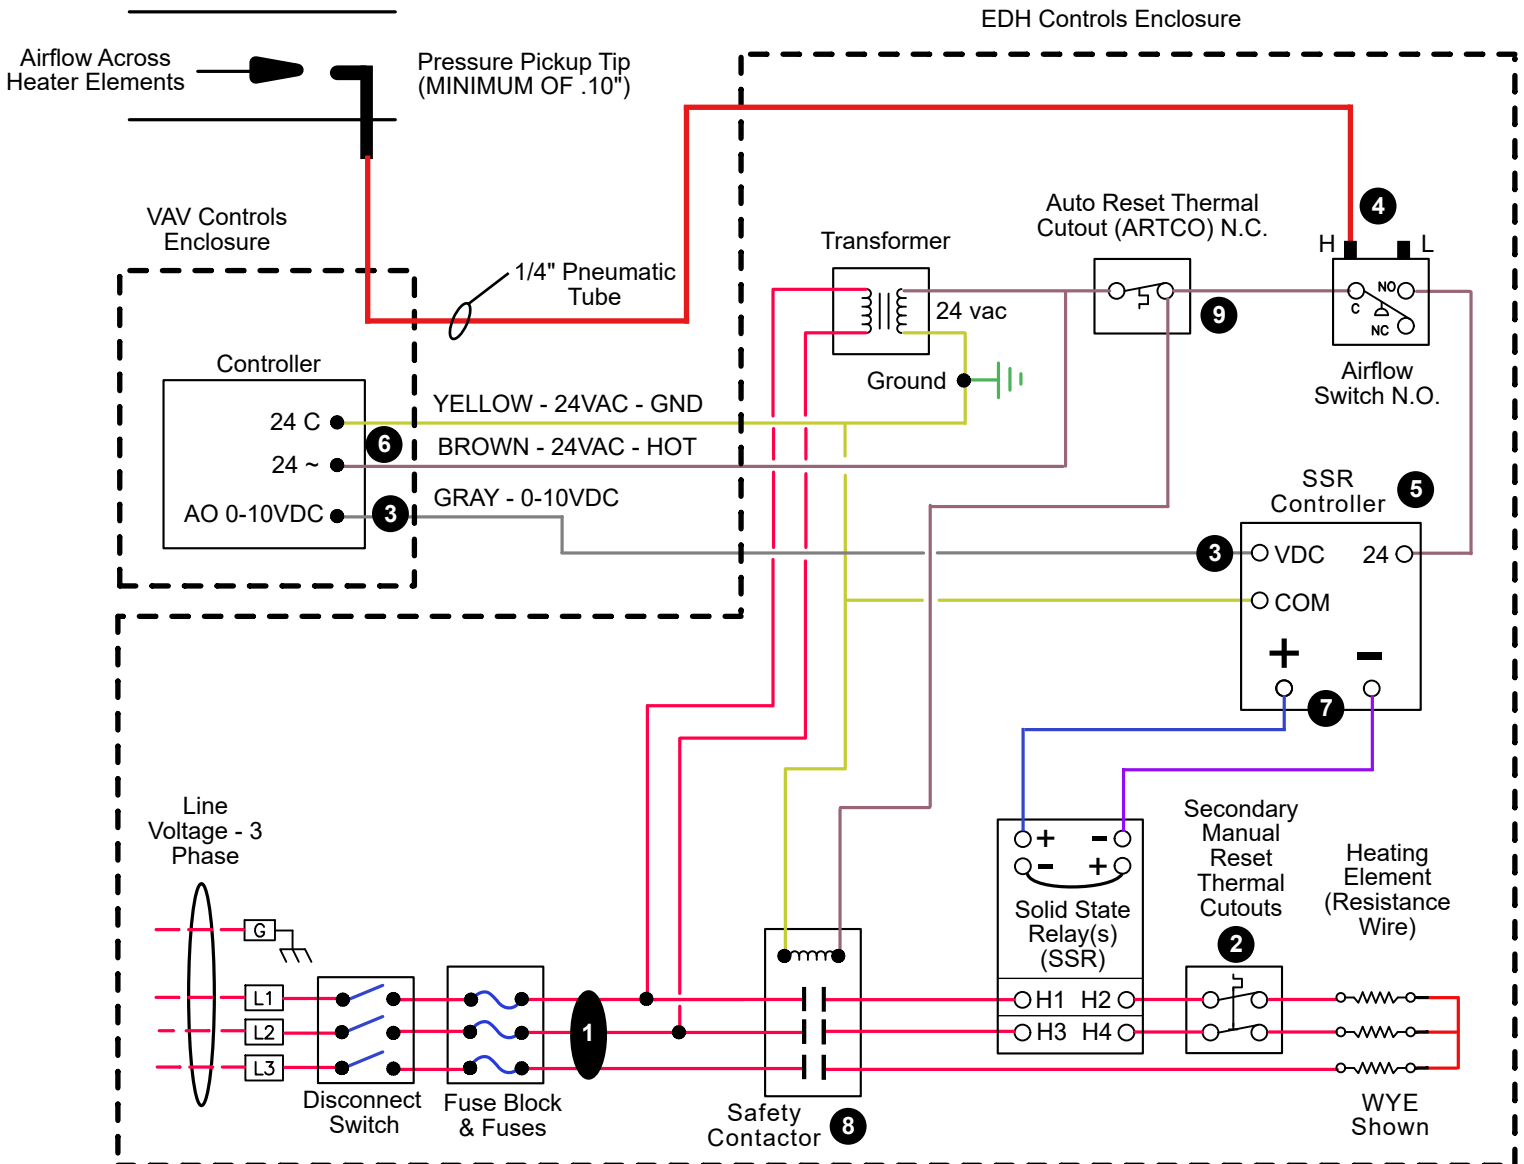 EDH Controls Enclosure
Airflow Across
Heater Elements
Pressure Pickup Tip
(MINIMUM OF .10")
VAV Controls
Enclosure
1/4" Pneumatic
Tube
Transformer
24 vac
Ground
Auto Reset Thermal
Cutout (ARTCO) N.C.
9
4
H
L
C
NO
NC
Airflow
Switch N.O.
Controller
24 C
24 ~
AO 0-10VDC
6
3
YELLOW - 24VAC - GND
BROWN - 24VAC - HOT
GRAY - 0-10VDC
SSR
Controller
5
3
VDC
24
COM
+
-
7
Line
Voltage - 3
Phase
G
L1
L2
L3
Disconnect
Switch
Fuse Block
& Fuses
1
Safety
Contactor
8
+ -
- +
Solid State
Relay(s)
(SSR)
H1 H2
H3 H4
Secondary
Manual
Reset
Thermal
Cutouts
2
Heating
Element
(Resistance
Wire)
WYE
Shown